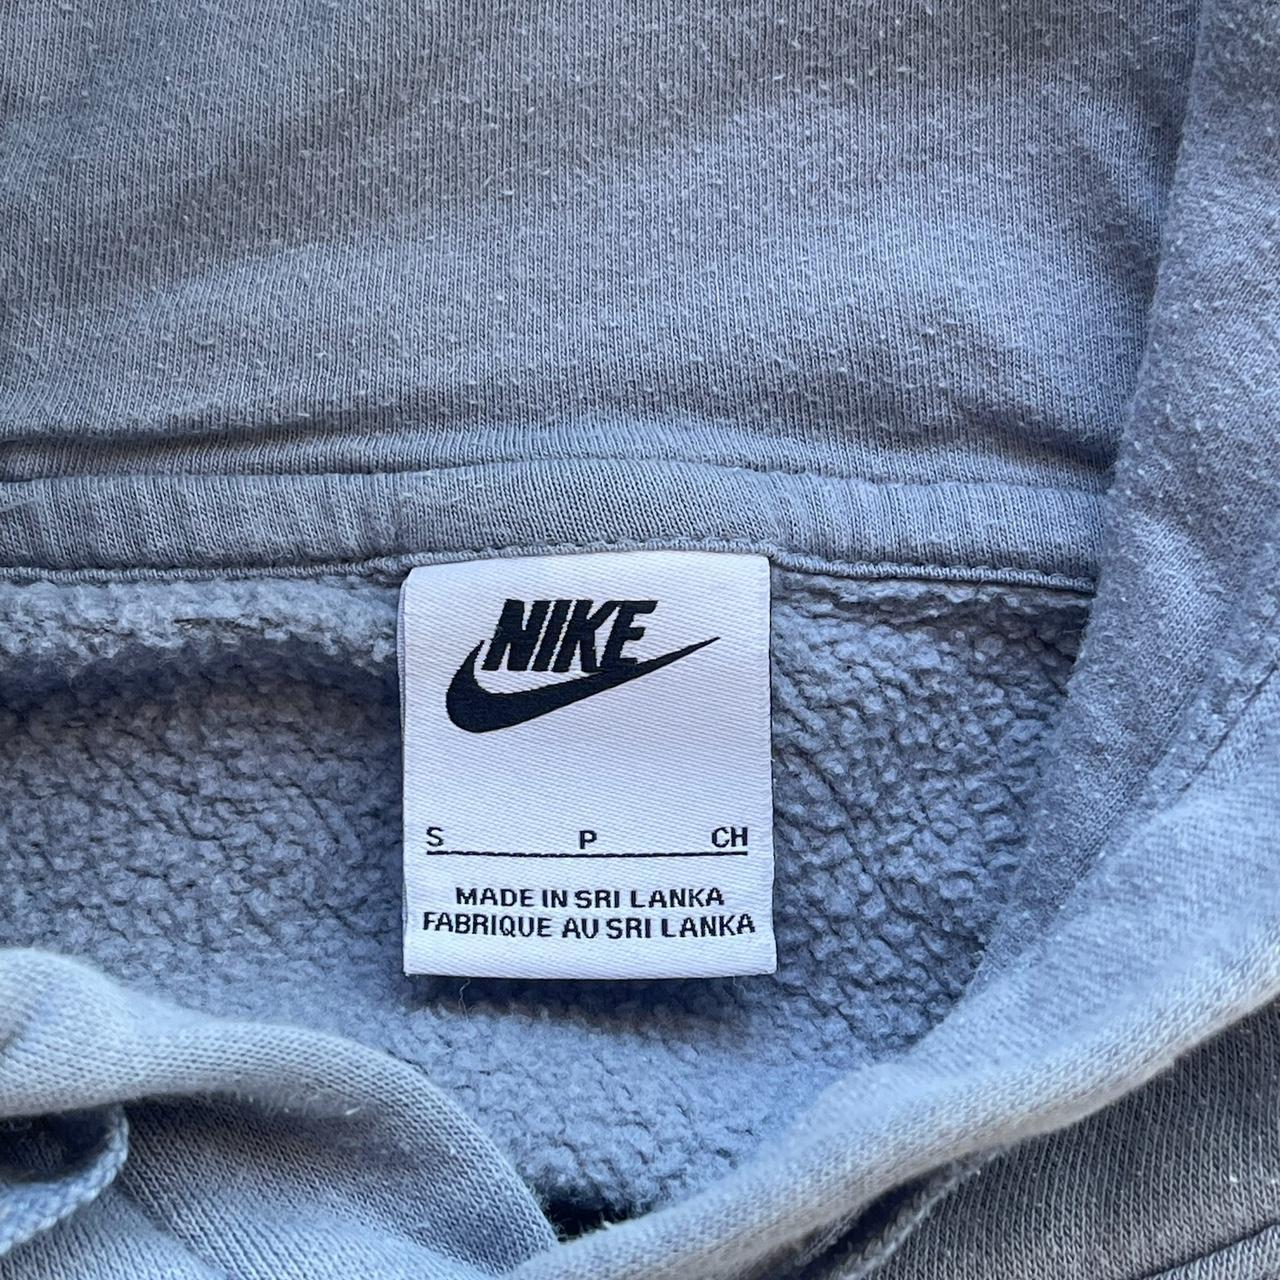 NIKE
S P CH
MADE IN SRI LANKA
FABRIQUE AU SRI LANKA